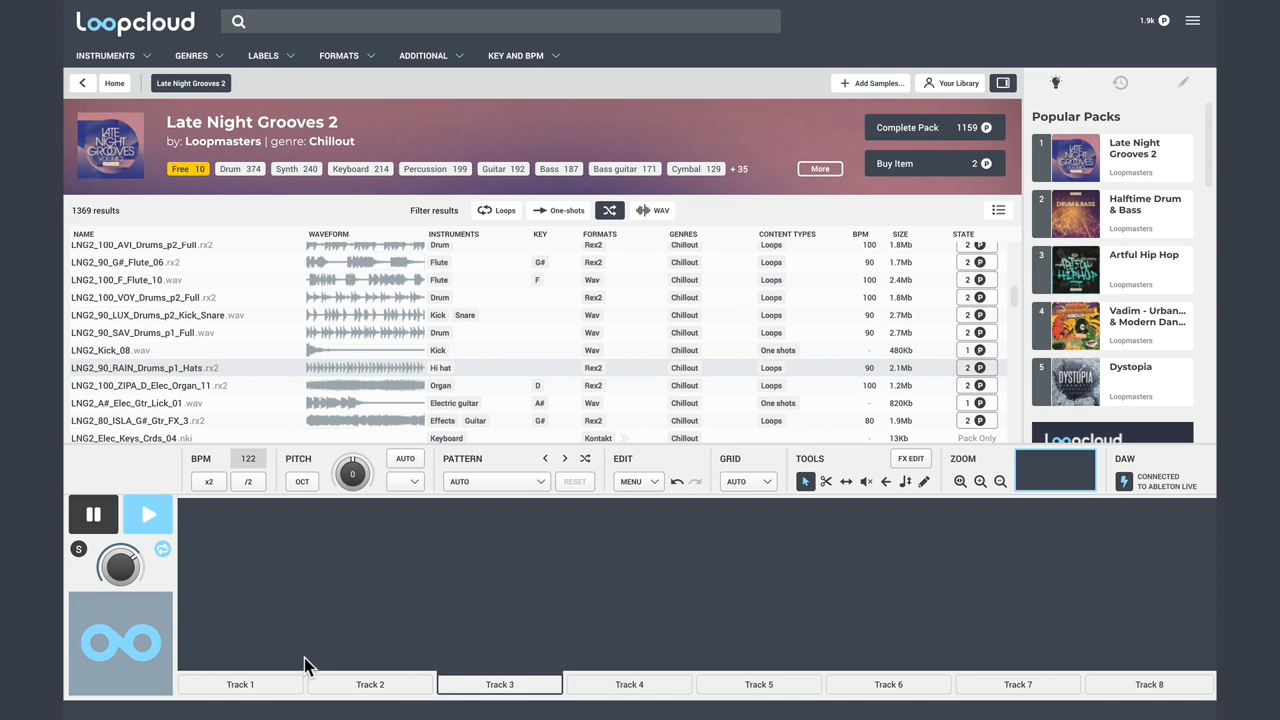 loopcloud
1.9k P
INSTRUMENTS GENRES LABELS FORMATS ADDITIONAL KEY AND BPM
Home Late Night Grooves 2 Add Samples... Your Library
LATE NIGHT GROOVES VOLUME 2
Late Night Grooves 2
by: Loopmasters | genre: Chillout
Free 10 Drum 374 Synth 240 Keyboard 214 Percussion 199 Guitar 192 Bass 187 Bass guitar 171 Cymbal 129 + 35 More
Complete Pack 1159 P
Buy Item 2 P
1369 results Filter results Loops One-shots WAV
NAME WAVEFORM INSTRUMENTS KEY FORMATS GENRES CONTENT TYPES BPM SIZE STATE
LNG2_100_AVI_Drums_p2_Full.rx2 Drum Rex2 Chillout Loops 100 1.8Mb 2 P
LNG2_90_G#_Flute_06.rx2 Flute G# Rex2 Chillout Loops 90 1.7Mb 2 P
LNG2_100_F_Flute_10.wav Flute F Wav Chillout Loops 100 2.4Mb 2 P
LNG2_100_VOY_Drums_p2_Full.rx2 Drum Rex2 Chillout Loops 100 1.8Mb 2 P
LNG2_90_LUX_Drums_p2_Kick_Snare.wav Kick Snare Wav Chillout Loops 90 2.7Mb 2 P
LNG2_90_SAV_Drums_p1_Full.wav Drum Wav Chillout Loops 90 2.7Mb 2 P
LNG2_Kick_08.wav Kick Wav Chillout One shots - 480Kb 1 P
LNG2_90_RAIN_Drums_p1_Hats.rx2 Hi hat Rex2 Chillout Loops 90 2.1Mb 2 P
LNG2_100_ZIPA_D_Elec_Organ_11.rx2 Organ D Rex2 Chillout Loops 100 1.2Mb 2 P
LNG2_A#_Elec_Gtr_Lick_01.wav Electric guitar A# Wav Chillout One shots - 820Kb 1 P
LNG2_80_ISLA_G#_Gtr_FX_3.rx2 Effects Guitar G# Rex2 Chillout Loops 80 1.9Mb 2 P
LNG2_Elec_Keys_Crds_04.nki Keyboard Kontakt Chillout - 13Kb Pack Only
Popular Packs
1 Late Night Grooves 2
Loopmasters
2 Halftime Drum & Bass
Loopmasters
3 Artful Hip Hop
Loopmasters
4 Vadim - Urban... & Modern Dan...
Loopmasters
5 Dystopia
Loopmasters
DYSTOPIA
Loopcloud
BPM 122 PITCH AUTO PATTERN EDIT GRID TOOLS FX EDIT ZOOM DAW
x2 /2 OCT 0 AUTO RESET MENU AUTO CONNECTED TO ABLETON LIVE
S
Track 1 Track 2 Track 3 Track 4 Track 5 Track 6 Track 7 Track 8